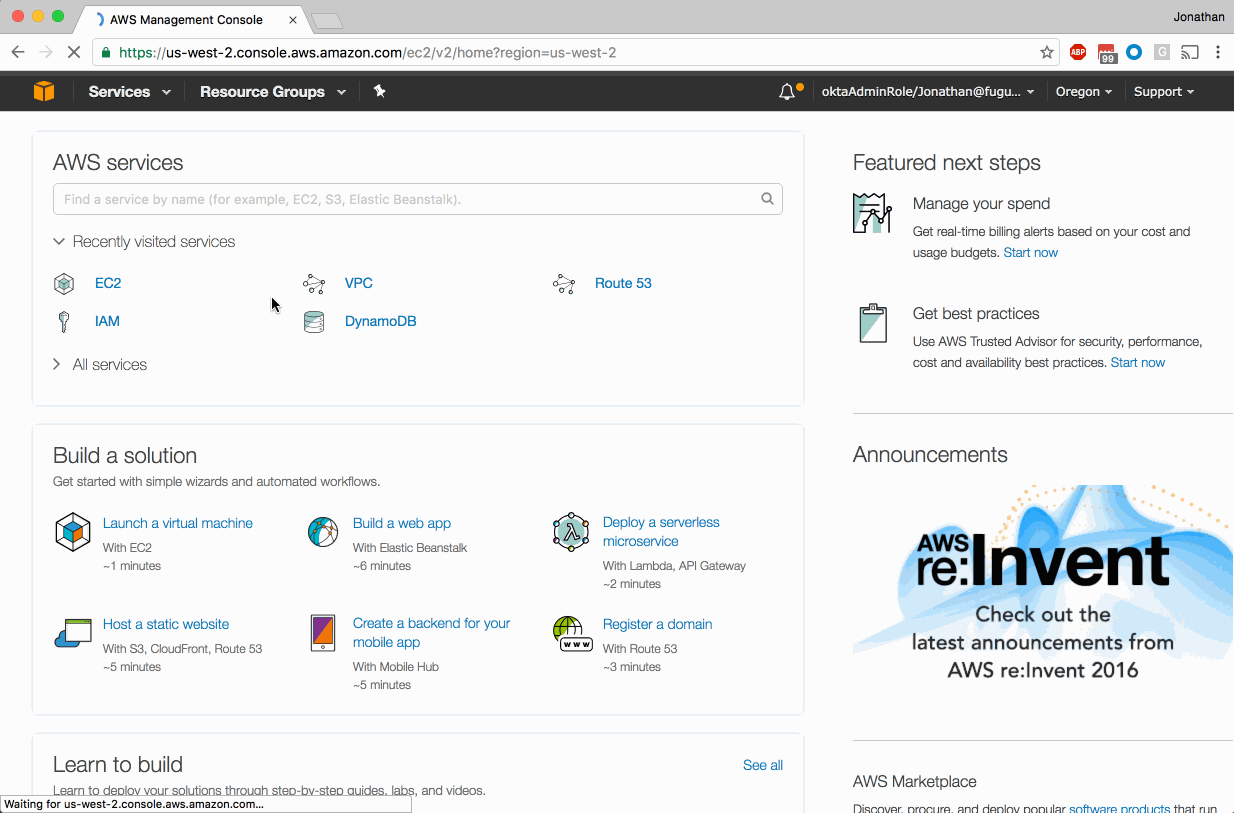 AWS Management Console
Jonathan
https://us-west-2.console.aws.amazon.com/ec2/v2/home?region=us-west-2
ABP
99
G
Services
Resource Groups
oktaAdminRole/Jonathan@fugu...
Oregon
Support
AWS services
Find a service by name (for example, EC2, S3, Elastic Beanstalk).
Recently visited services
EC2
VPC
Route 53
IAM
DynamoDB
All services
Build a solution
Get started with simple wizards and automated workflows.
Launch a virtual machine
With EC2
~1 minutes
Build a web app
With Elastic Beanstalk
~6 minutes
Deploy a serverless
microservice
With Lambda, API Gateway
~2 minutes
Host a static website
With S3, CloudFront, Route 53
~5 minutes
Create a backend for your
mobile app
With Mobile Hub
~5 minutes
www
Register a domain
With Route 53
~3 minutes
Learn to build
See all
Learn to deploy your solutions through step-by-step guides, labs, and videos.
Waiting for us-west-2.console.aws.amazon.com...
Featured next steps
Manage your spend
Get real-time billing alerts based on your cost and
usage budgets. Start now
Get best practices
Use AWS Trusted Advisor for security, performance,
cost and availability best practices. Start now
Announcements
AWS
re:Invent
Check out the
latest announcements from
AWS re:Invent 2016
AWS Marketplace
Discover, procure, and deploy popular software products that run